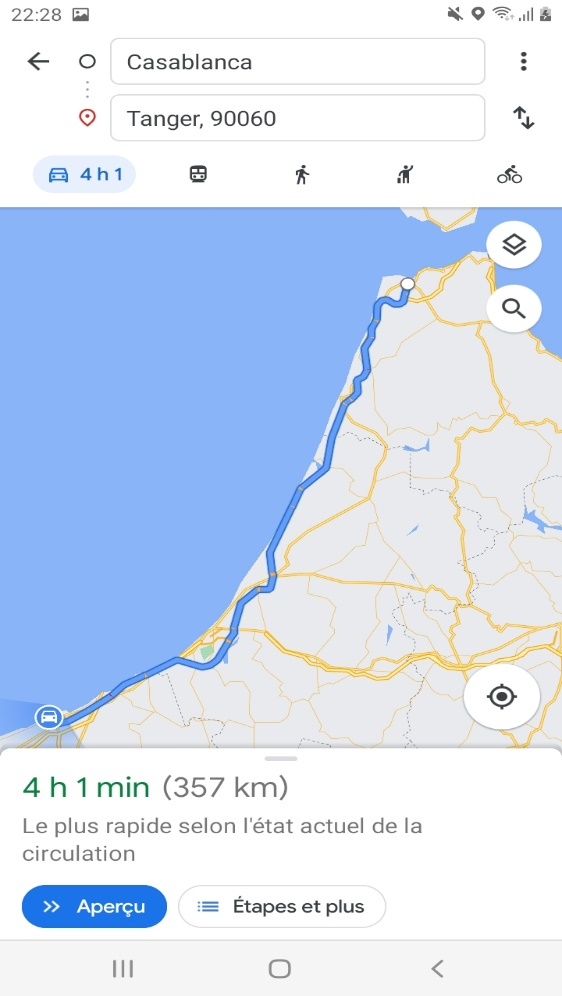 22:28
Casablanca
Tanger, 90060
4 h 1
4 h 1 min (357 km)
Le plus rapide selon l'état actuel de la
circulation
Aperçu
Étapes et plus